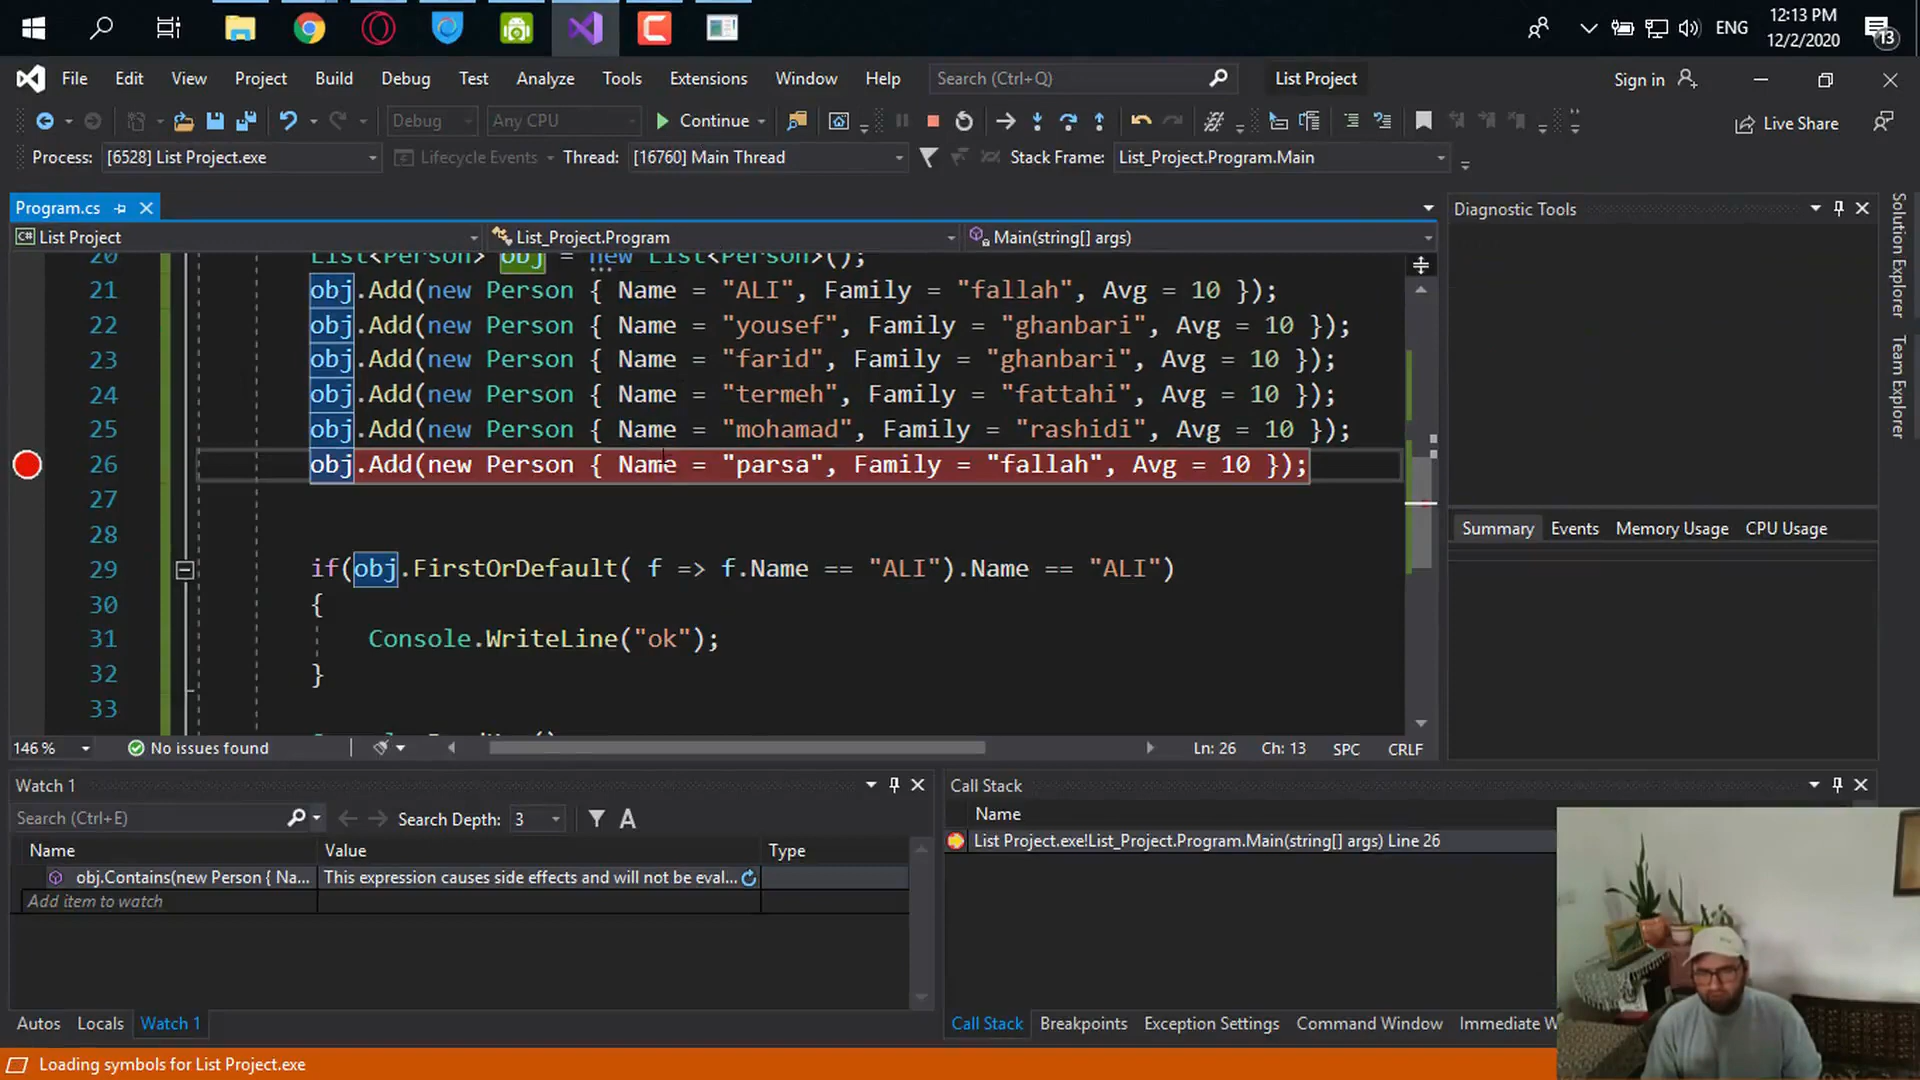 ENG
12:13 PM
12/2/2020
13
File Edit View Project Build Debug Test Analyze Tools Extensions Window Help Search (Ctrl+Q) List Project Sign in
Debug Any CPU Continue Live Share
Process: [6528] List Project.exe Lifecycle Events Thread: [16760] Main Thread Stack Frame: List_Project.Program.Main
Program.cs
List Project List_Project.Program Main(string[] args)
20 List<Person> obj = new List<Person>();
21 obj.Add(new Person { Name = "ALI", Family = "fallah", Avg = 10 });
22 obj.Add(new Person { Name = "yousef", Family = "ghanbari", Avg = 10 });
23 obj.Add(new Person { Name = "farid", Family = "ghanbari", Avg = 10 });
24 obj.Add(new Person { Name = "termeh", Family = "fattahi", Avg = 10 });
25 obj.Add(new Person { Name = "mohamad", Family = "rashidi", Avg = 10 });
26 obj.Add(new Person { Name = "parsa", Family = "fallah", Avg = 10 });
27
28
29 if(obj.FirstOrDefault( f => f.Name == "ALI").Name == "ALI")
30 {
31 Console.WriteLine("ok");
32 }
33
146 % No issues found Ln: 26 Ch: 13 SPC CRLF
Diagnostic Tools
Summary Events Memory Usage CPU Usage
Solution Explorer
Team Explorer
Watch 1
Search (Ctrl+E) Search Depth: 3 A
Name Value Type
obj.Contains(new Person { Na... This expression causes side effects and will not be eval...
Add item to watch
Autos Locals Watch 1
Call Stack
Name
List Project.exe!List_Project.Program.Main(string[] args) Line 26
Call Stack Breakpoints Exception Settings Command Window Immediate W
Loading symbols for List Project.exe